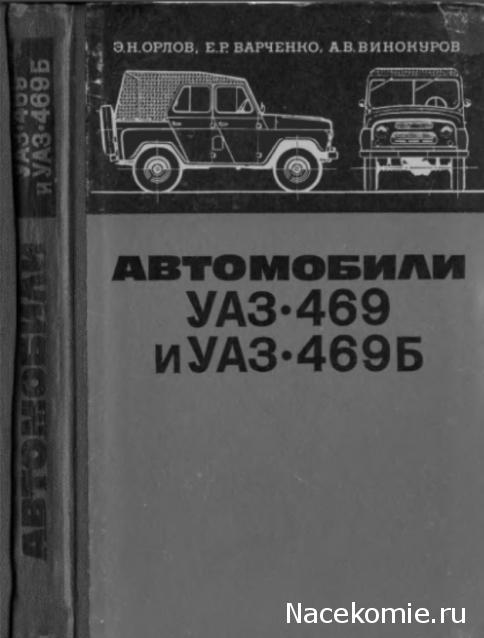 Э.Н.ОРЛОВ, Е.Р.ВАРЧЕНКО, А.В.ВИНОКУРОВ
АВТОМОБИЛИ
УАЗ·469
и УАЗ·469Б
АВТОМОБИЛИ
УАЗ·469
и УАЗ·469Б
Nacekomie.ru